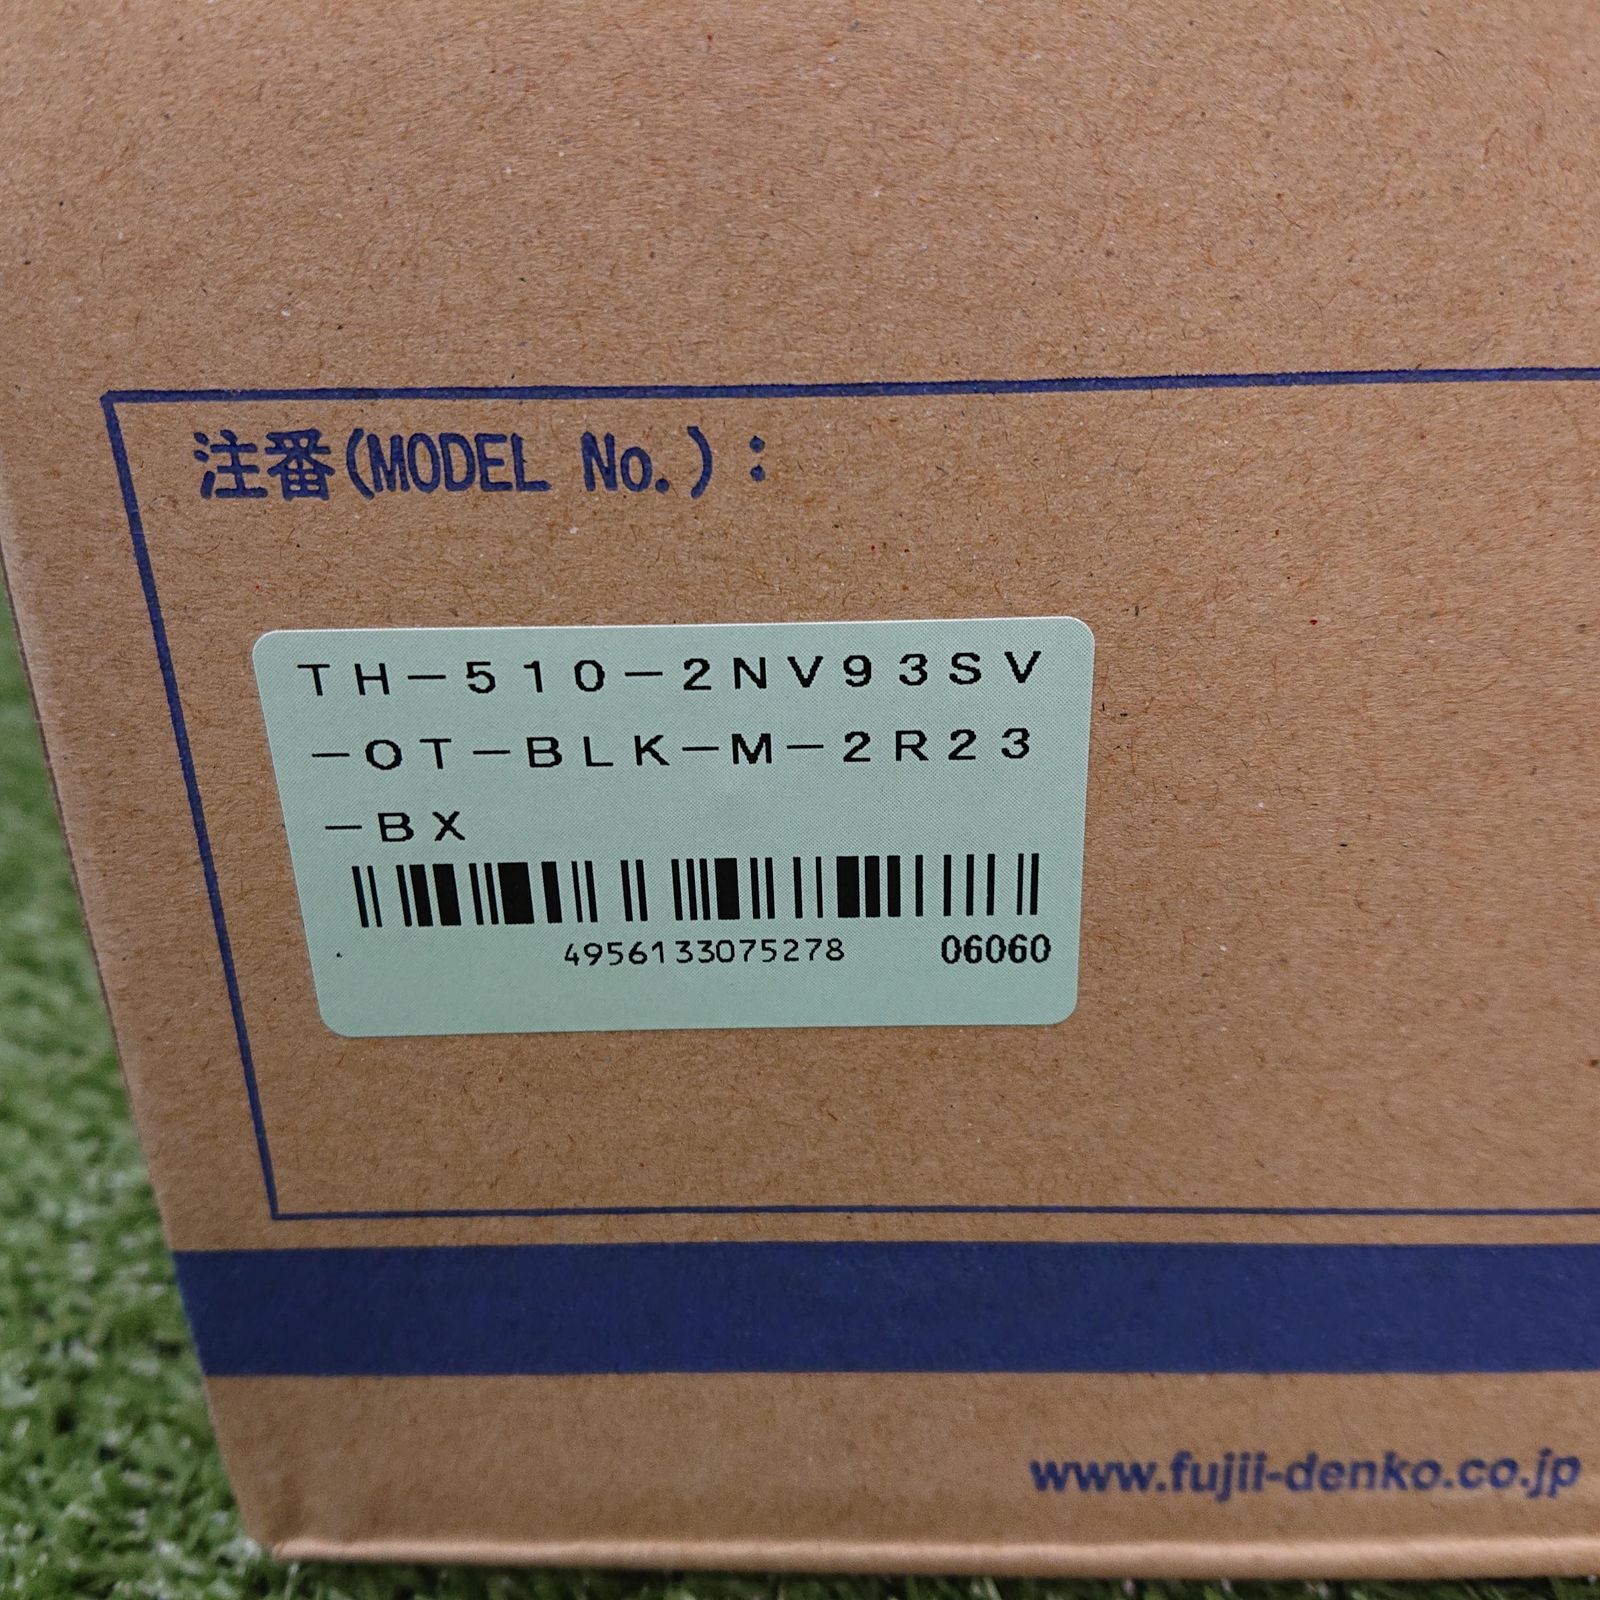 注番(MODEL No.):
TH-510-2NV93SV
-OT-BLK-M-2R23
-BX
4956133075278 06060
www.fujii-denko.co.jp